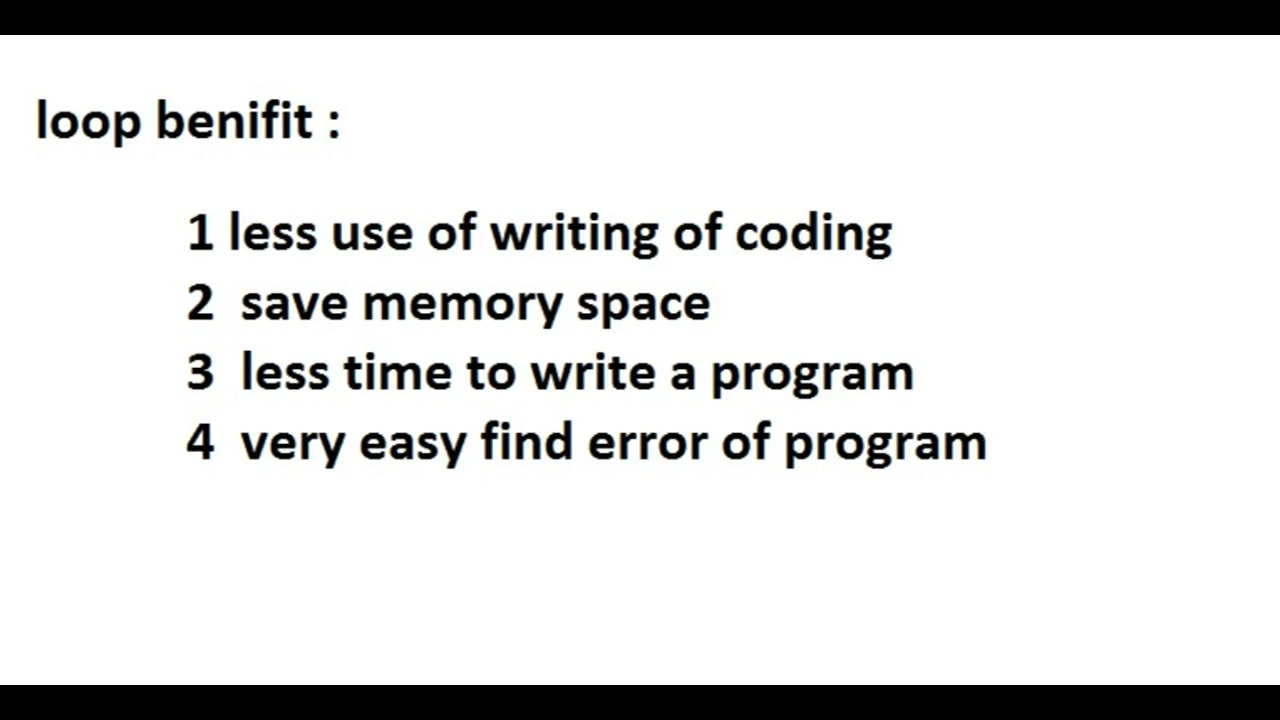 loop benifit :
1 less use of writing of coding
2 save memory space
3 less time to write a program
4 very easy find error of program